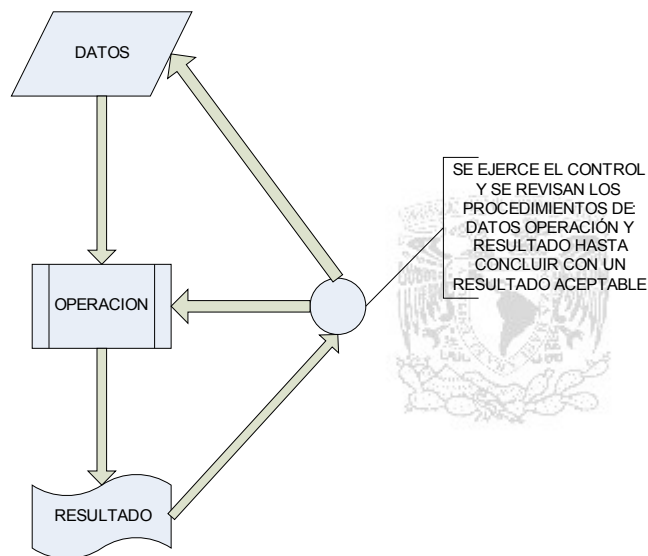 DATOS
SE EJERCE EL CONTROL
Y SE REVISAN LOS
PROCEDIMIENTOS DE:
DATOS OPERACIÓN Y
RESULTADO HASTA
CONCLUIR CON UN
RESULTADO ACEPTABLE
OPERACION
RESULTADO